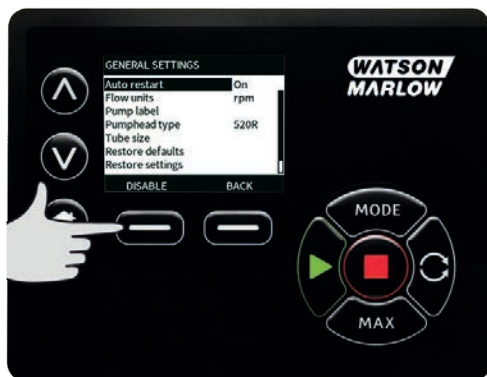 GENERAL SETTINGS
Auto restart On
Flow units rpm
Pump label
Pumphead type 520R
Tube size
Restore defaults
Restore settings
DISABLE BACK
WATSON
MARLOW
MODE
MAX